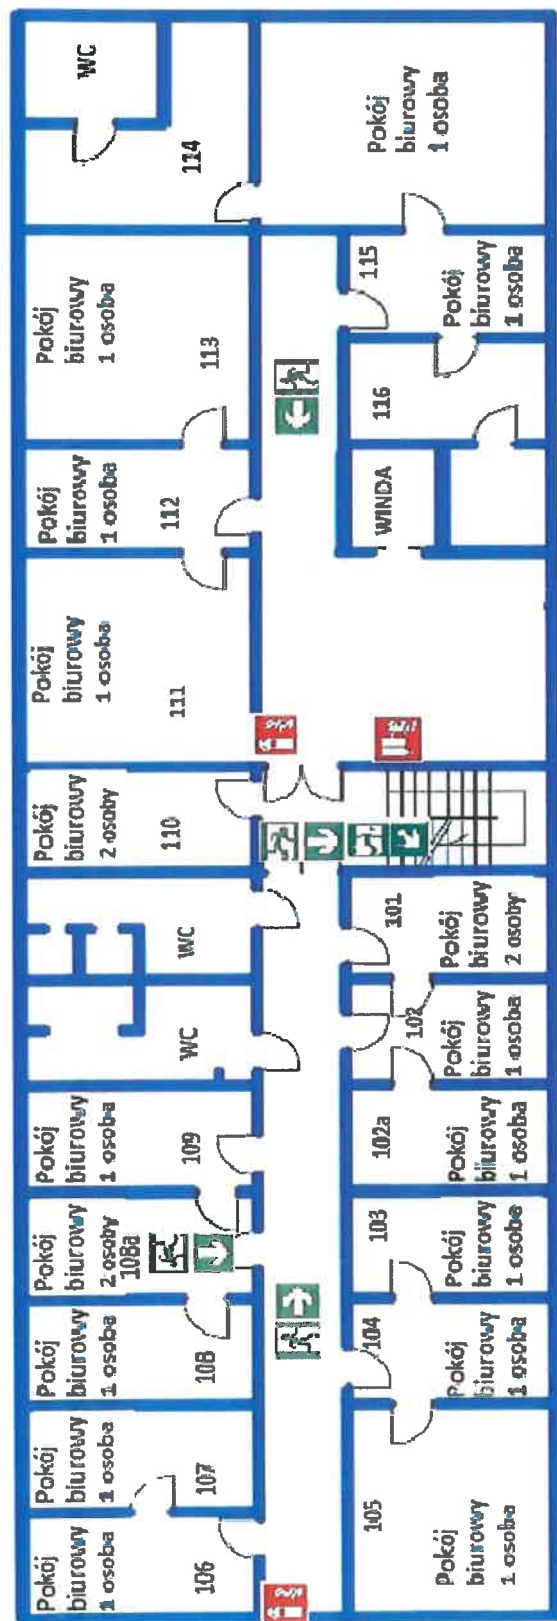 Pokój
biurowy
1 osoba
106
Pokój
biurowy
1 osoba
107
Pokój
biurowy
1 osoba
108
Pokój
biurowy
2 osoby
108a
Pokój
biurowy
1 osoba
109
WC
WC
Pokój
biurowy
2 osoby
110
Pokój
biurowy
1 osoba
111
Pokój
biurowy
1 osoba
112
Pokój
biurowy
1 osoba
113
WC
114
105
Pokój
biurowy
1 osoba
104
Pokój
biurowy
1 osoba
103
Pokój
biurowy
1 osoba
102a
Pokój
biurowy
1 osoba
102
Pokój
biurowy
1 osoba
101
Pokój
biurowy
2 osoby
WINDA
116
115
Pokój
biurowy
1 osoba
Pokój
biurowy
1 osoba